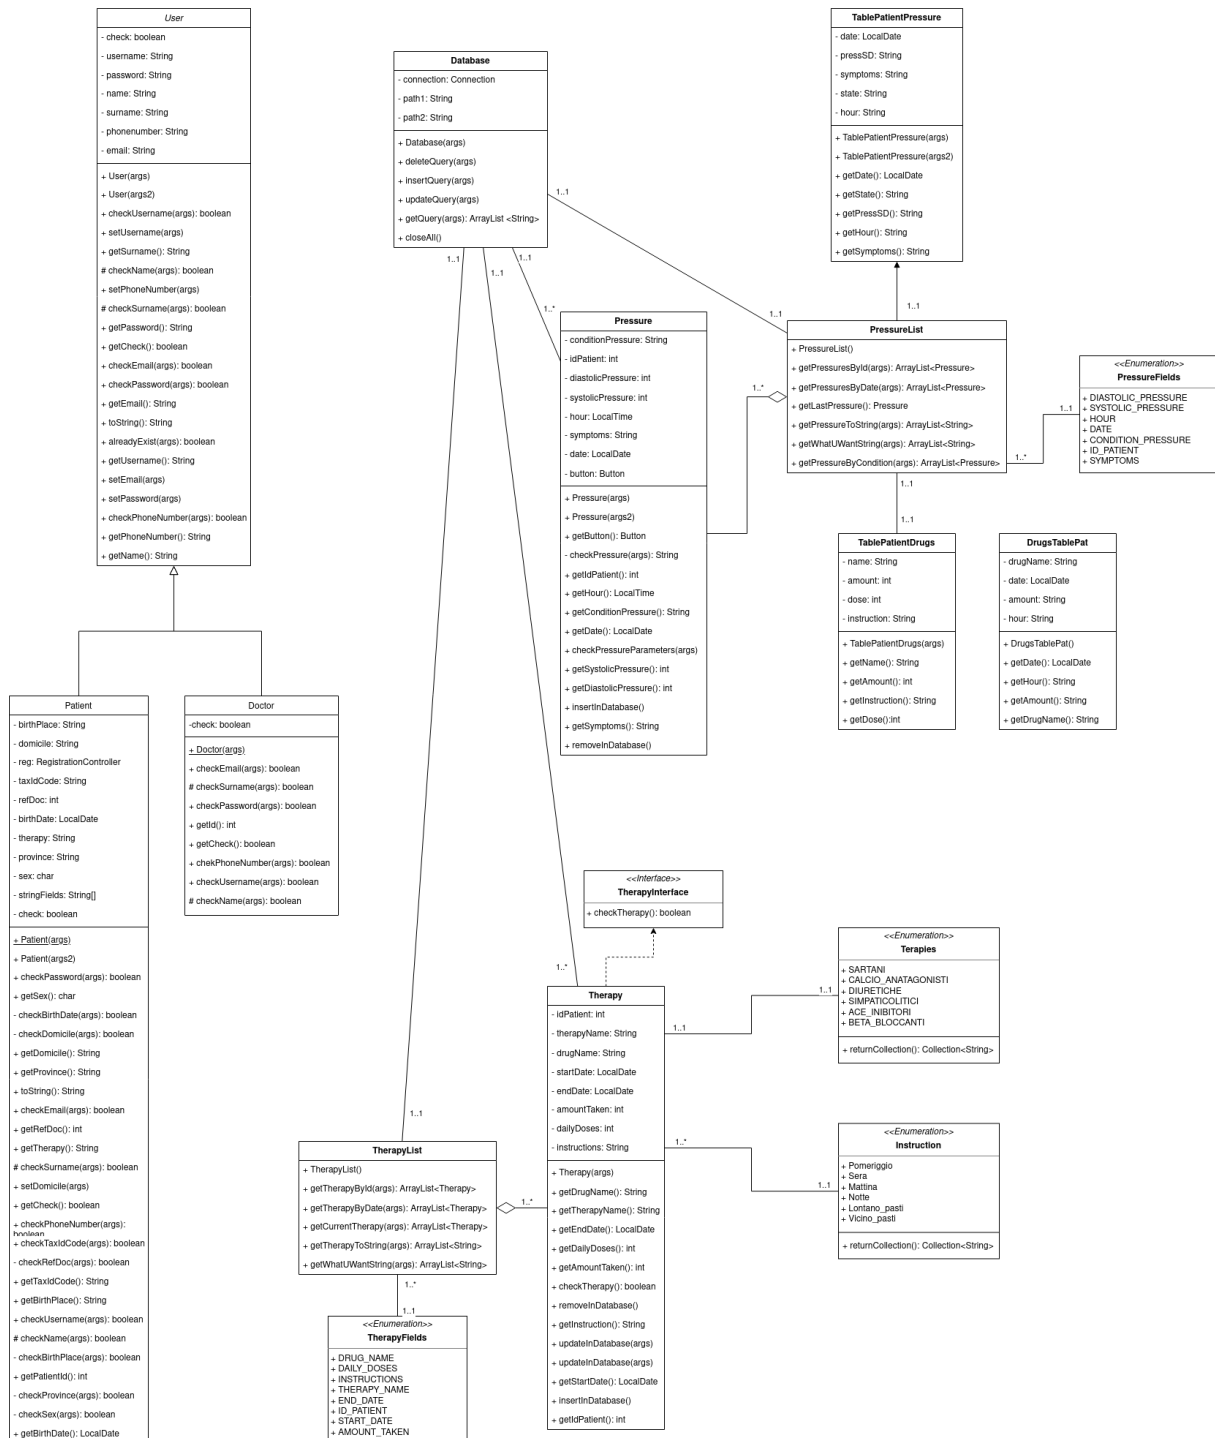 User
- check: boolean
- username: String
- password: String
- name: String
- surname: String
- phonenumber: String
- email: String
+ User(args)
+ User(args2)
+ checkUsername(args): boolean
+ setUsername(args)
+ getSurname(): String
# checkName(args): boolean
+ setPhoneNumber(args)
# checkSurname(args): boolean
+ getPassword(): String
+ getCheck(): boolean
+ checkEmail(args): boolean
+ checkPassword(args): boolean
+ getEmail(): String
+ toString(): String
+ alreadyExist(args): boolean
+ getUsername(): String
+ setEmail(args)
+ setPassword(args)
+ checkPhoneNumber(args): boolean
+ getPhoneNumber(): String
+ getName(): String
Database
- connection: Connection
- path1: String
- path2: String
+ Database(args)
+ deleteQuery(args)
+ insertQuery(args)
+ updateQuery(args)
+ getQuery(args): ArrayList <String>
+ closeAll()
1..1
1..1
1..1
1..1
1..*
1..1
TablePatientPressure
- date: LocalDate
- pressSD: String
- symptoms: String
- state: String
- hour: String
+ TablePatientPressure(args)
+ TablePatientPressure(args2)
+ getDate(): LocalDate
+ getState(): String
+ getPressSD(): String
+ getHour(): String
+ getSymptoms(): String
1..1
Pressure
- conditionPressure: String
- idPatient: int
- diastolicPressure: int
- systolicPressure: int
- hour: LocalTime
- symptoms: String
- date: LocalDate
- button: Button
+ Pressure(args)
+ Pressure(args2)
+ getButton(): Button
- checkPressure(args): String
+ getIdPatient(): int
+ getHour(): LocalTime
+ getConditionPressure(): String
+ getDate(): LocalDate
+ checkPressureParameters(args)
+ getSystolicPressure(): int
+ getDiastolicPressure(): int
+ insertInDatabase()
+ getSymptoms(): String
+ removeInDatabase()
1..*
PressureList
+ PressureList()
+ getPressuresById(args): ArrayList<Pressure>
+ getPressuresByDate(args): ArrayList<Pressure>
+ getLastPressure(): Pressure
+ getPressureToString(args): ArrayList<String>
+ getWhatUWantString(args): ArrayList<String>
+ getPressureByCondition(args): ArrayList<Pressure>
1..*
1..1
<<Enumeration>>
PressureFields
+ DIASTOLIC_PRESSURE
+ SYSTOLIC_PRESSURE
+ HOUR
+ DATE
+ CONDITION_PRESSURE
+ ID_PATIENT
+ SYMPTOMS
1..1
1..1
TablePatientDrugs
- name: String
- amount: int
- dose: int
- instruction: String
+ TablePatientDrugs(args)
+ getName(): String
+ getAmount(): int
+ getInstruction(): String
+ getDose():int
DrugsTablePat
- drugName: String
- date: LocalDate
- amount: String
- hour: String
+ DrugsTablePat()
+ getDate(): LocalDate
+ getHour(): String
+ getAmount(): String
+ getDrugName(): String
Patient
- birthPlace: String
- domicile: String
- reg: RegistrationController
- taxIdCode: String
- refDoc: int
- birthDate: LocalDate
- therapy: String
- province: String
- sex: char
- stringFields: String[]
- check: boolean
+ Patient(args)
+ Patient(args2)
+ checkPassword(args): boolean
+ getSex(): char
- checkBirthDate(args): boolean
- checkDomicile(args): boolean
+ getDomicile(): String
+ getProvince(): String
+ toString(): String
+ checkEmail(args): boolean
+ getRefDoc(): int
+ getTherapy(): String
# checkSurname(args): boolean
+ setDomicile(args)
+ getCheck(): boolean
+ checkPhoneNumber(args):
boolean
+ checkTaxIdCode(args): boolean
- checkRefDoc(args): boolean
+ getTaxIdCode(): String
+ getBirthPlace(): String
+ checkUsername(args): boolean
# checkName(args): boolean
- checkBirthPlace(args): boolean
+ getPatientId(): int
- checkProvince(args): boolean
- checkSex(args): boolean
+ getBirthDate(): LocalDate
Doctor
-check: boolean
+ Doctor(args)
+ checkEmail(args): boolean
# checkSurname(args): boolean
+ checkPassword(args): boolean
+ getId(): int
+ getCheck(): boolean
+ chekPhoneNumber(args): boolean
+ checkUsername(args): boolean
# checkName(args): boolean
<<Interface>>
TherapyInterface
+ checkTherapy(): boolean
1..*
Therapy
- idPatient: int
- therapyName: String
- drugName: String
- startDate: LocalDate
- endDate: LocalDate
- amountTaken: int
- dailyDoses: int
- instructions: String
+ Therapy(args)
+ getDrugName(): String
+ getTherapyName(): String
+ getEndDate(): LocalDate
+ getDailyDoses(): int
+ getAmountTaken(): int
+ checkTherapy(): boolean
+ removeInDatabase()
+ getInstruction(): String
+ updateInDatabase(args)
+ updateInDatabase(args)
+ getStartDate(): LocalDate
+ insertInDatabase()
+ getIdPatient(): int
1..1
1..1
<<Enumeration>>
Terapies
+ SARTANI
+ CALCIO_ANATAGONISTI
+ DIURETICHE
+ SIMPATICOLITICI
+ ACE_INIBITORI
+ BETA_BLOCCANTI
+ returnCollection(): Collection<String>
1..*
1..1
<<Enumeration>>
Instruction
+ Pomeriggio
+ Sera
+ Mattina
+ Notte
+ Lontano_pasti
+ Vicino_pasti
+ returnCollection(): Collection<String>
1..1
TherapyList
+ TherapyList()
+ getTherapyById(args): ArrayList<Therapy>
+ getTherapyByDate(args): ArrayList<Therapy>
+ getCurrentTherapy(args): ArrayList<Therapy>
+ getTherapyToString(args): ArrayList<String>
+ getWhatUWantString(args): ArrayList<String>
1..*
1..*
1..1
<<Enumeration>>
TherapyFields
+ DRUG_NAME
+ DAILY_DOSES
+ INSTRUCTIONS
+ THERAPY_NAME
+ END_DATE
+ ID_PATIENT
+ START_DATE
+ AMOUNT_TAKEN